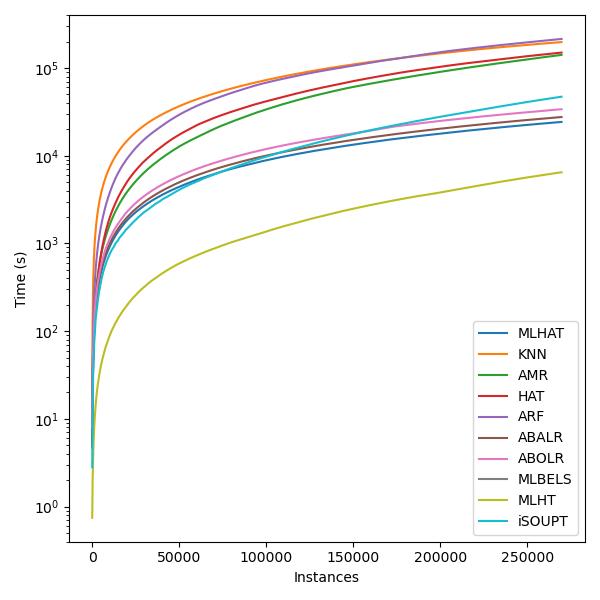 Time (s)
10^5
10^4
10^3
10^2
10^1
10^0
0 50000 100000 150000 200000 250000
Instances
MLHAT
KNN
AMR
HAT
ARF
ABALR
ABOLR
MLBELS
MLHT
iSOUPT